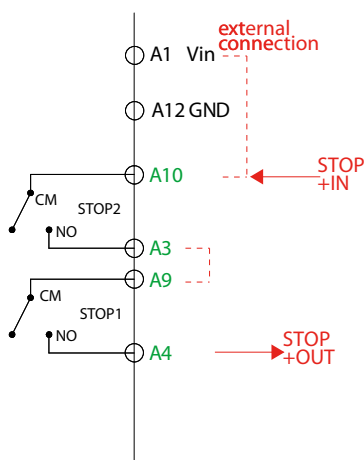 external
connection
A1 Vin
A12 GND
A10
STOP
+IN
CM
STOP2
NO
A3
A9
CM
STOP1
NO
A4
STOP
+OUT